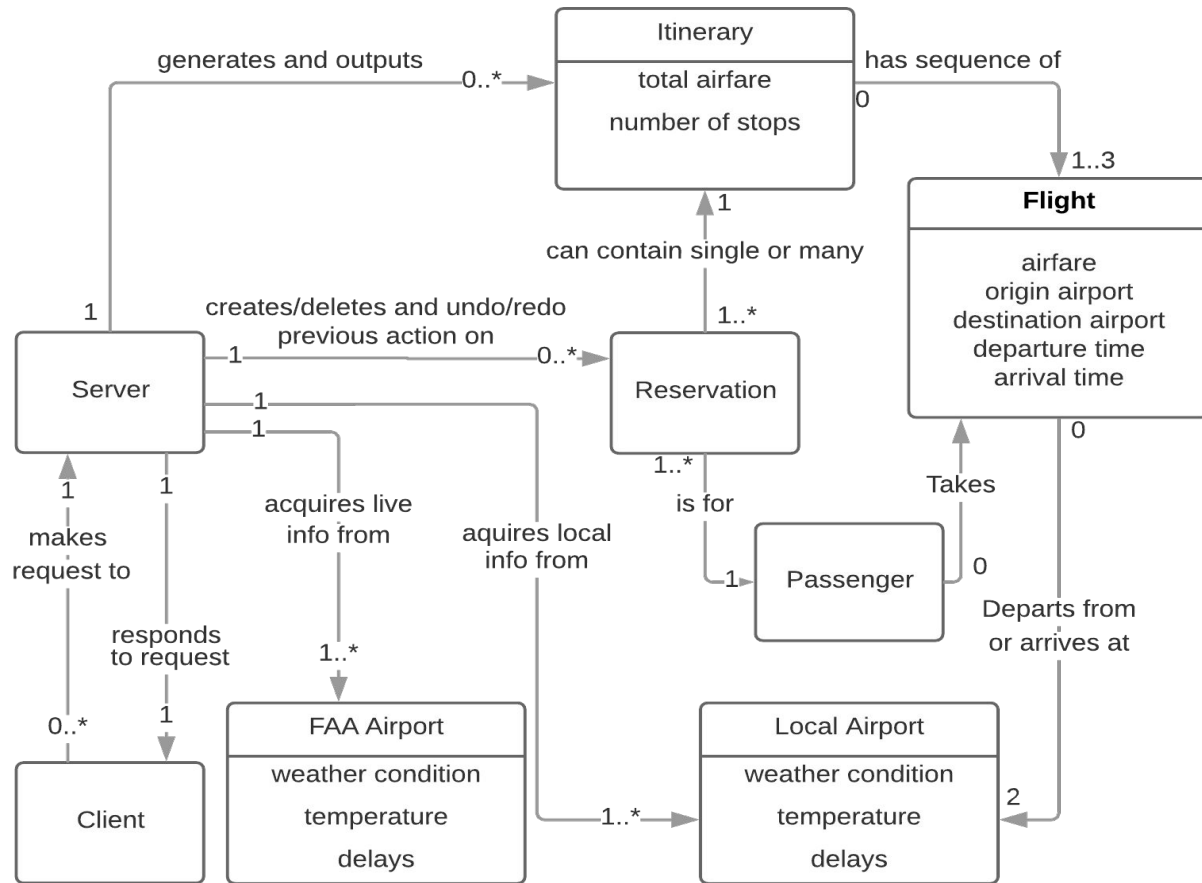 Itinerary
total airfare
number of stops
generates and outputs
0..*
1
has sequence of
0
1..3
Flight
airfare
origin airport
destination airport
departure time
arrival time
1
can contain single or many
1..*
creates/deletes and undo/redo
previous action on
1
0..*
Server
Reservation
1
1
1
1
makes
request to
0..*
responds
to request
1
acquires live
info from
1..*
aquires local
info from
1..*
1..*
is for
1
Passenger
Takes
0
0
Departs from
or arrives at
2
Client
FAA Airport
weather condition
temperature
delays
Local Airport
weather condition
temperature
delays